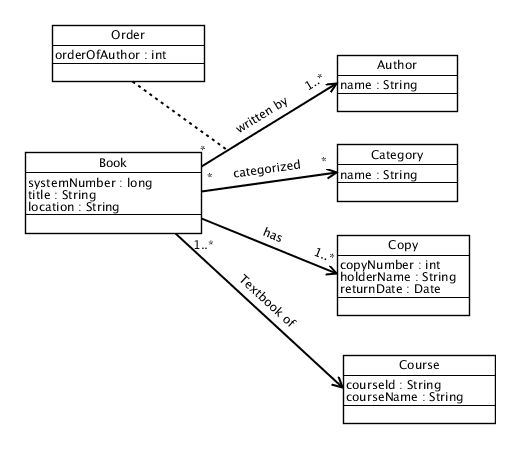 Order
orderOfAuthor : int
Author
name : String
1..*
written by
*
Book
systemNumber : long
title : String
location : String
*
categorized
*
Category
name : String
has
1..*
Copy
copyNumber : int
holderName : String
returnDate : Date
1..*
Textbook of
Course
courseId : String
courseName : String